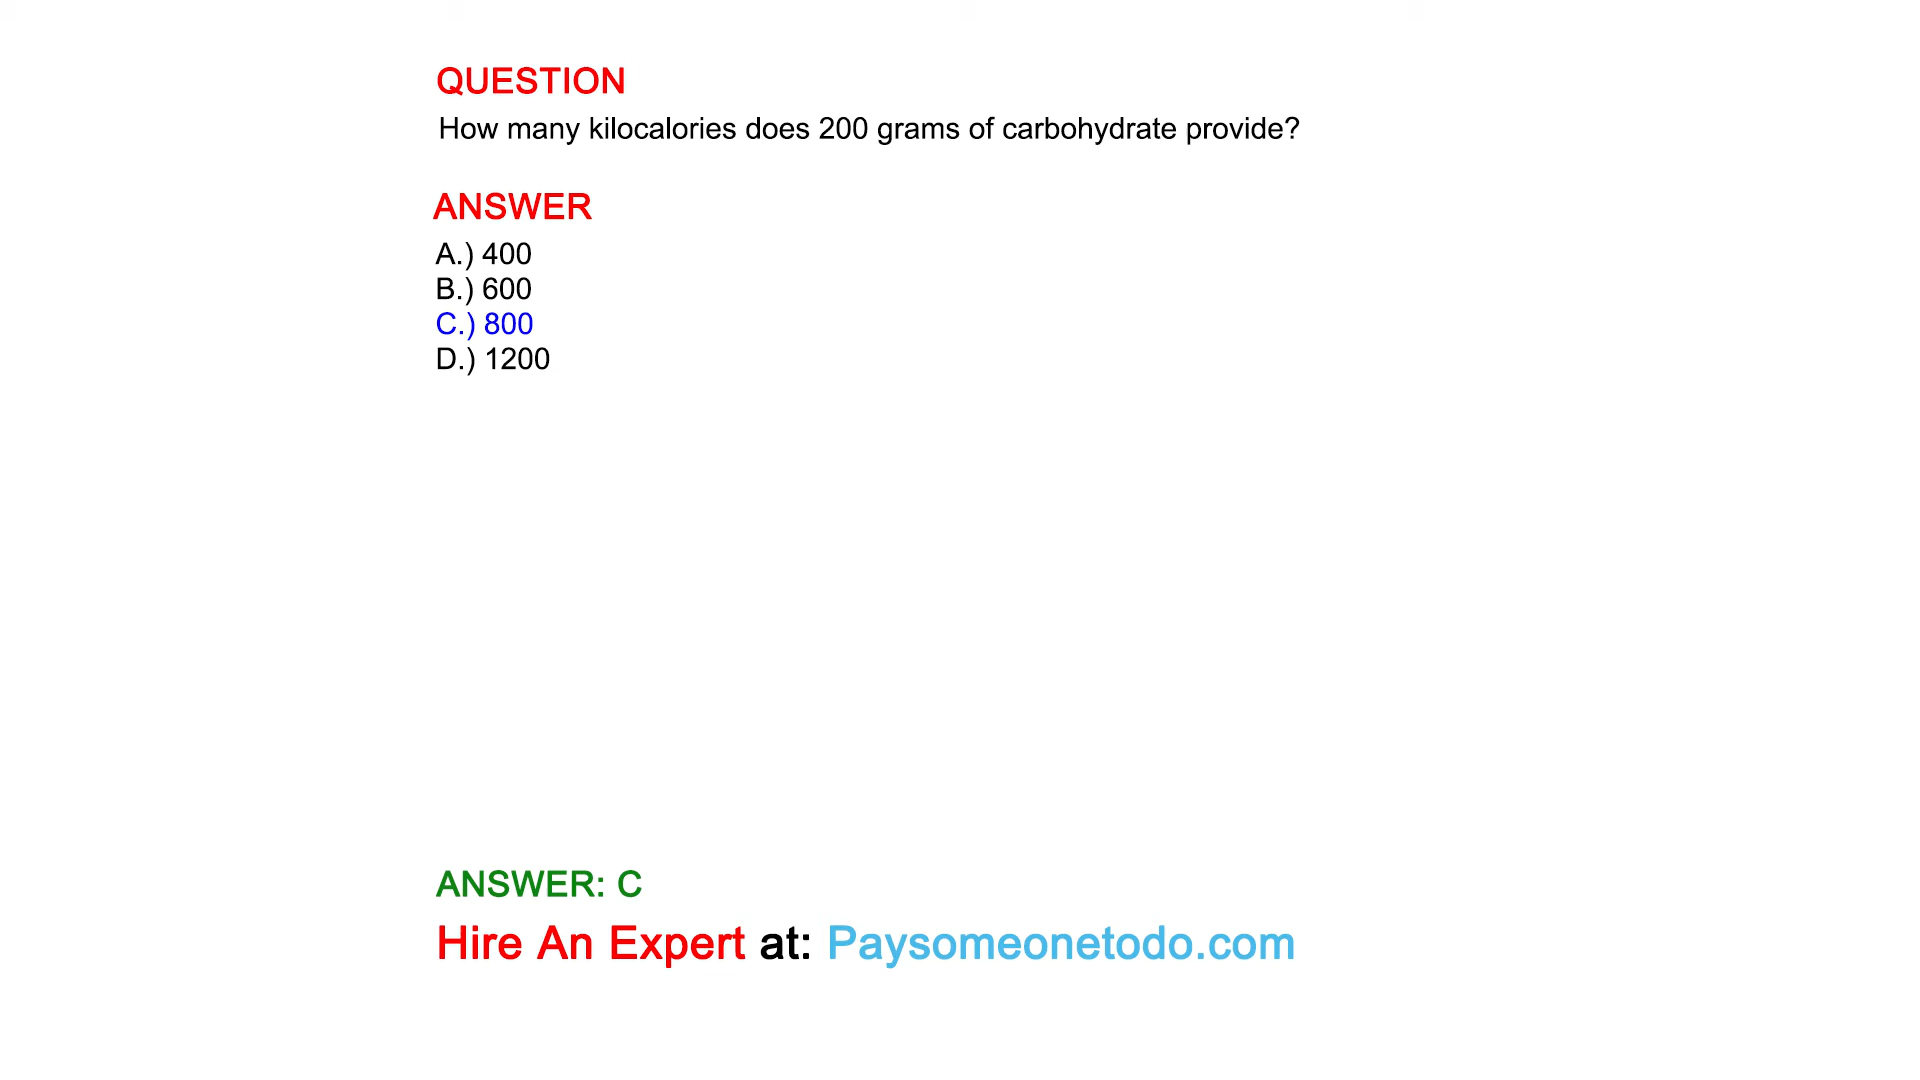 QUESTION
How many kilocalories does 200 grams of carbohydrate provide?
ANSWER
A.) 400
B.) 600
C.) 800
D.) 1200
ANSWER: C
Hire An Expert at: Paysomeonetodo.com